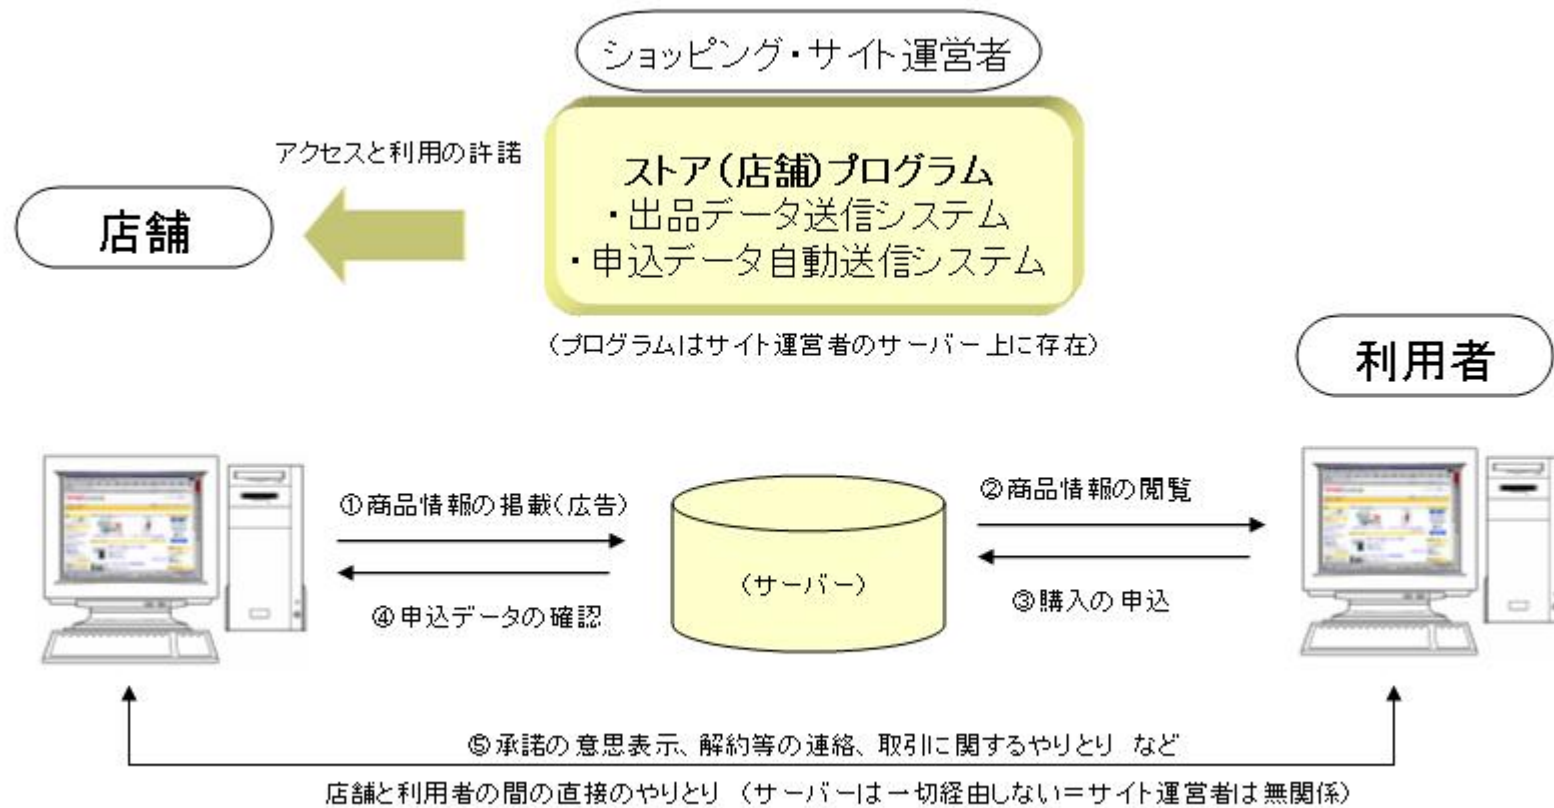 ショッピング・サイト運営者
アクセスと利用の許諾
ストア(店舗)プログラム
・出品データ送信システム
・申込データ自動送信システム
店舗
(プログラムはサイト運営者のサーバー上に存在)
利用者
①商品情報の掲載(広告)
②商品情報の閲覧
(サーバー)
③購入の申込
④申込データの確認
⑤承諾の意思表示、解約等の連絡、取引に関するやりとり など
店舗と利用者の間の直接のやりとり (サーバーは一切経由しない=サイト運営者は無関係)